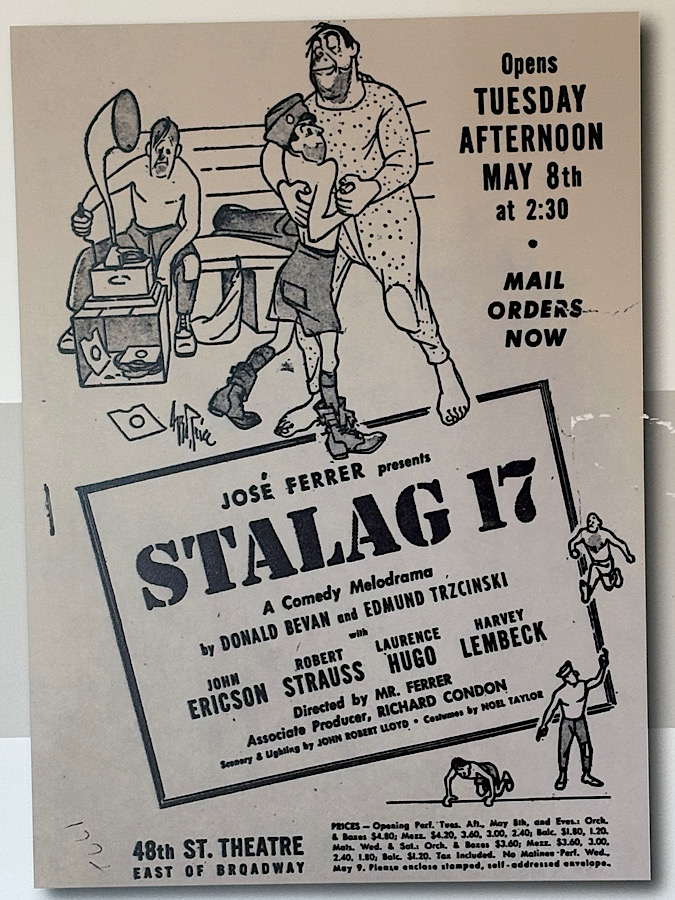 Opens
TUESDAY
AFTERNOON
MAY 8th
at 2:30
•
MAIL
ORDERS
NOW
JOSÉ FERRER presents
STALAG 17
A Comedy Melodrama
by DONALD BEVAN and EDMUND TRZCINSKI
with
JOHN ERICSON
ROBERT STRAUSS
LAURENCE HUGO
HARVEY LEMBECK
Directed by MR. FERRER
Associate Producer, RICHARD CONDON
Scenery & Lighting by JOHN ROBERT LLOYD • Costumes by NOEL TAYLOR
48th ST. THEATRE
EAST OF BROADWAY
PRICES — Opening Perf. Tues. Aft., May 8th, and Eves.: Orch.
& Boxes $4.80; Mezz. $4.20, 3.60, 3.00, 2.40; Balc. $1.80, 1.20.
Mats. Wed. & Sat.: Orch. & Boxes $3.60; Mezz. $3.60, 3.00,
2.40, 1.80; Balc. $1.20. Tax Included. No Matinee Perf. Wed.,
May 9. Please enclose stamped, self-addressed envelope.